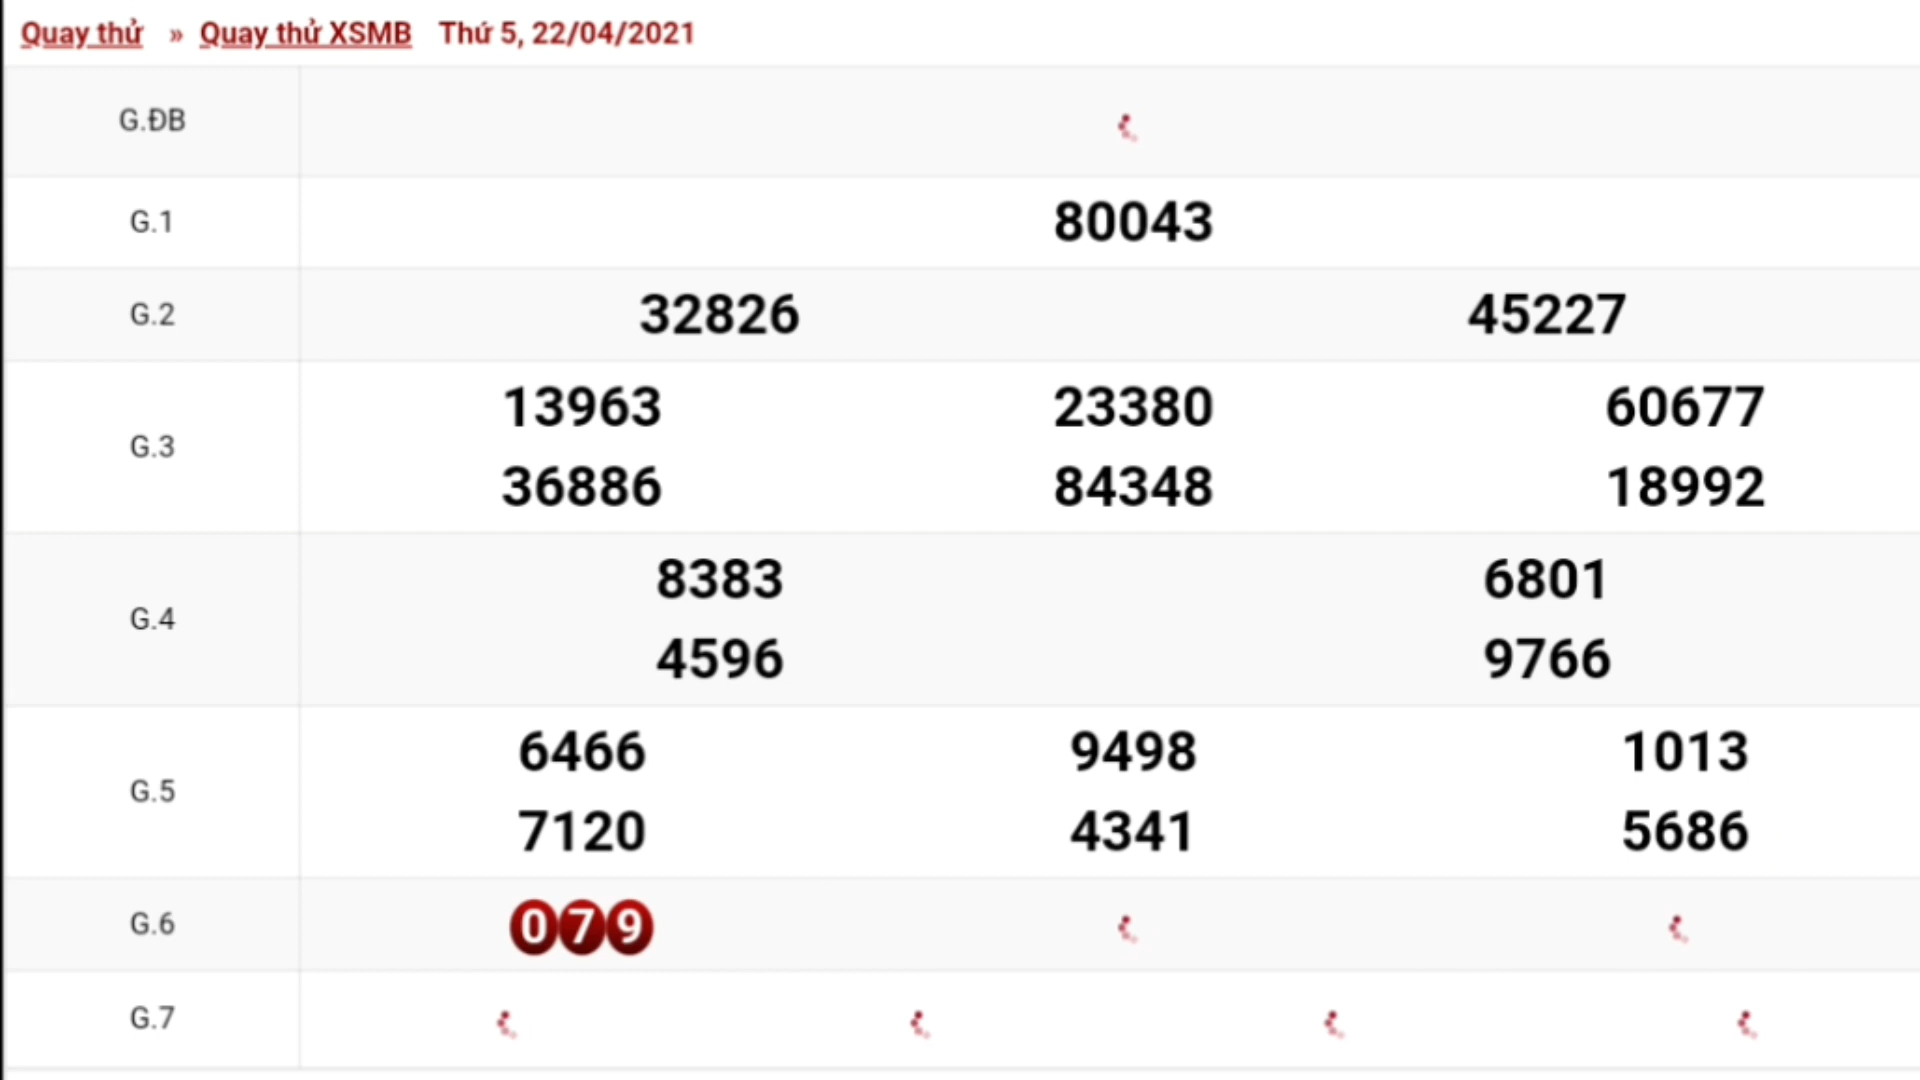 Quay thử » Quay thử XSMB Thứ 5, 22/04/2021
G.ĐB
G.1 80043
G.2 32826 45227
G.3 13963 23380 60677
36886 84348 18992
G.4 8383 6801
4596 9766
G.5 6466 9498 1013
7120 4341 5686
G.6 079
G.7